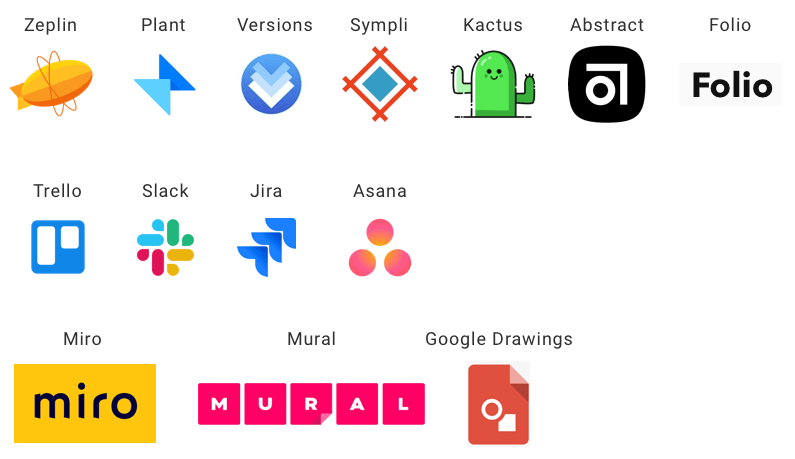 Zeplin Plant Versions Sympli Kactus Abstract Folio
Folio
Trello Slack Jira Asana
Miro Mural Google Drawings
miro MURAL